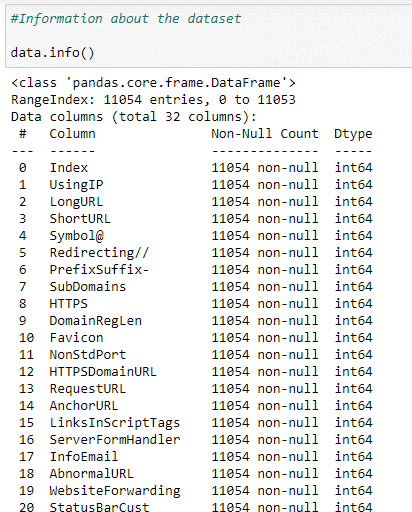 #Information about the dataset
data.info()
<class 'pandas.core.frame.DataFrame'>
RangeIndex: 11054 entries, 0 to 11053
Data columns (total 32 columns):
 #   Column              Non-Null Count  Dtype
---  ------              --------------  -----
 0   Index               11054 non-null  int64
 1   UsingIP             11054 non-null  int64
 2   LongURL             11054 non-null  int64
 3   ShortURL            11054 non-null  int64
 4   Symbol@             11054 non-null  int64
 5   Redirecting//       11054 non-null  int64
 6   PrefixSuffix-       11054 non-null  int64
 7   SubDomains          11054 non-null  int64
 8   HTTPS               11054 non-null  int64
 9   DomainRegLen        11054 non-null  int64
 10  Favicon             11054 non-null  int64
 11  NonStdPort          11054 non-null  int64
 12  HTTPSDomainURL      11054 non-null  int64
 13  RequestURL          11054 non-null  int64
 14  AnchorURL           11054 non-null  int64
 15  LinksInScriptTags   11054 non-null  int64
 16  ServerFormHandler   11054 non-null  int64
 17  InfoEmail           11054 non-null  int64
 18  AbnormalURL         11054 non-null  int64
 19  WebsiteForwarding   11054 non-null  int64
 20  StatusBarCust       11054 non-null  int64